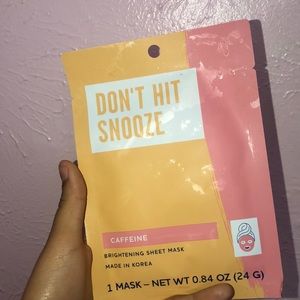 DON'T HIT
SNOOZE
CAFFEINE
BRIGHTENING SHEET MASK
MADE IN KOREA
1 MASK – NET WT 0.84 OZ (24 G)